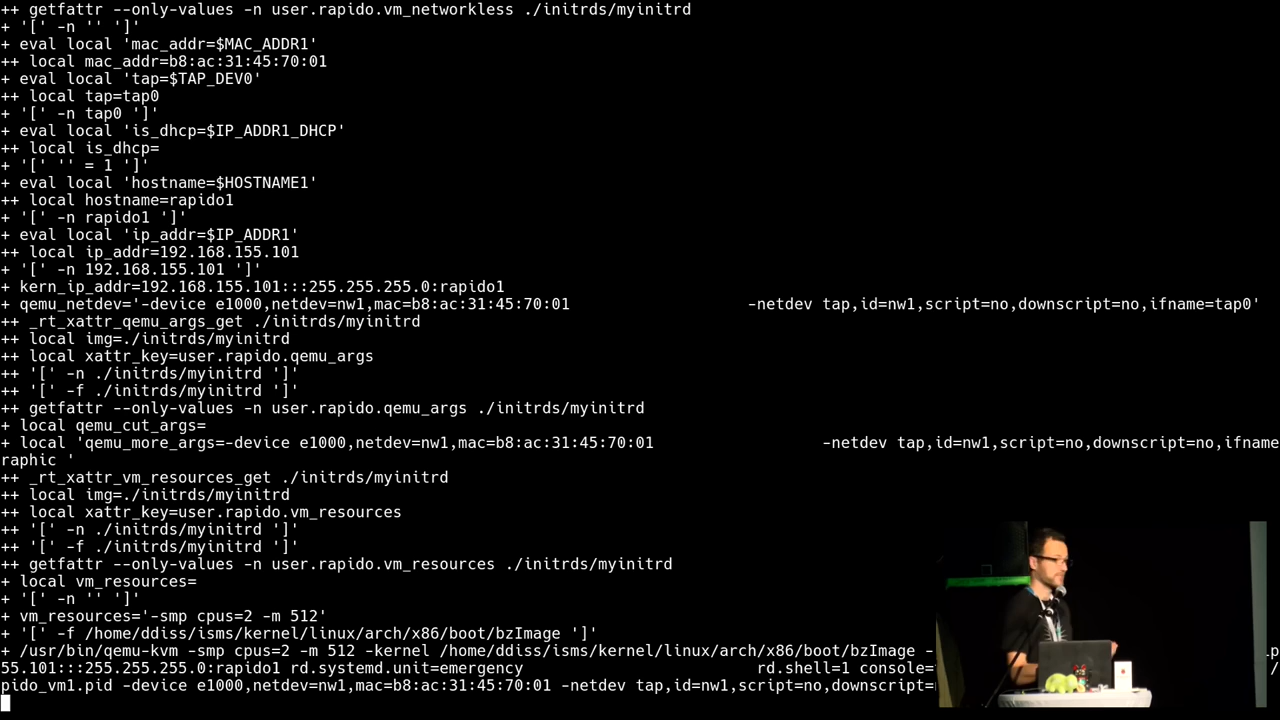 ++ getfattr --only-values -n user.rapido.vm_networkless ./initrds/myinitrd
+ '[' -n '' ']'
+ eval local 'mac_addr=$MAC_ADDR1'
++ local mac_addr=b8:ac:31:45:70:01
+ eval local 'tap=$TAP_DEV0'
++ local tap=tap0
+ '[' -n tap0 ']'
+ eval local 'is_dhcp=$IP_ADDR1_DHCP'
++ local is_dhcp=
+ '[' '' = 1 ']'
+ eval local 'hostname=$HOSTNAME1'
++ local hostname=rapido1
+ '[' -n rapido1 ']'
+ eval local 'ip_addr=$IP_ADDR1'
++ local ip_addr=192.168.155.101
+ '[' -n 192.168.155.101 ']'
+ kern_ip_addr=192.168.155.101:::255.255.255.0:rapido1
+ qemu_netdev='-device e1000,netdev=nw1,mac=b8:ac:31:45:70:01 -netdev tap,id=nw1,script=no,downscript=no,ifname=tap0'
++ _rt_xattr_qemu_args_get ./initrds/myinitrd
++ local img=./initrds/myinitrd
++ local xattr_key=user.rapido.qemu_args
++ '[' -n ./initrds/myinitrd ']'
++ '[' -f ./initrds/myinitrd ']'
++ getfattr --only-values -n user.rapido.qemu_args ./initrds/myinitrd
+ local qemu_cut_args=
+ local 'qemu_more_args=-device e1000,netdev=nw1,mac=b8:ac:31:45:70:01 -netdev tap,id=nw1,script=no,downscript=no,ifname
raphic '
++ _rt_xattr_vm_resources_get ./initrds/myinitrd
++ local img=./initrds/myinitrd
++ local xattr_key=user.rapido.vm_resources
++ '[' -n ./initrds/myinitrd ']'
++ '[' -f ./initrds/myinitrd ']'
++ getfattr --only-values -n user.rapido.vm_resources ./initrds/myinitrd
+ local vm_resources=
+ '[' -n '' ']'
+ vm_resources='-smp cpus=2 -m 512'
+ '[' -f /home/ddiss/isms/kernel/linux/arch/x86/boot/bzImage ']'
+ /usr/bin/qemu-kvm -smp cpus=2 -m 512 -kernel /home/ddiss/isms/kernel/linux/arch/x86/boot/bzImage -
55.101:::255.255.255.0:rapido1 rd.systemd.unit=emergency rd.shell=1 console=
pido_vm1.pid -device e1000,netdev=nw1,mac=b8:ac:31:45:70:01 -netdev tap,id=nw1,script=no,downscript=